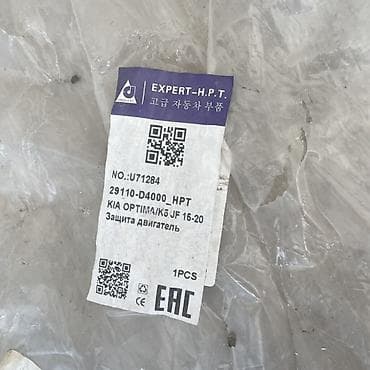 EXPERT-H.P.T.
고급 자동차 부품
NO.:U71284
29110-D4000_HPT
KIA OPTIMA/K5 JF 16-20
Защита двигатель
1PCS
CE
EAC